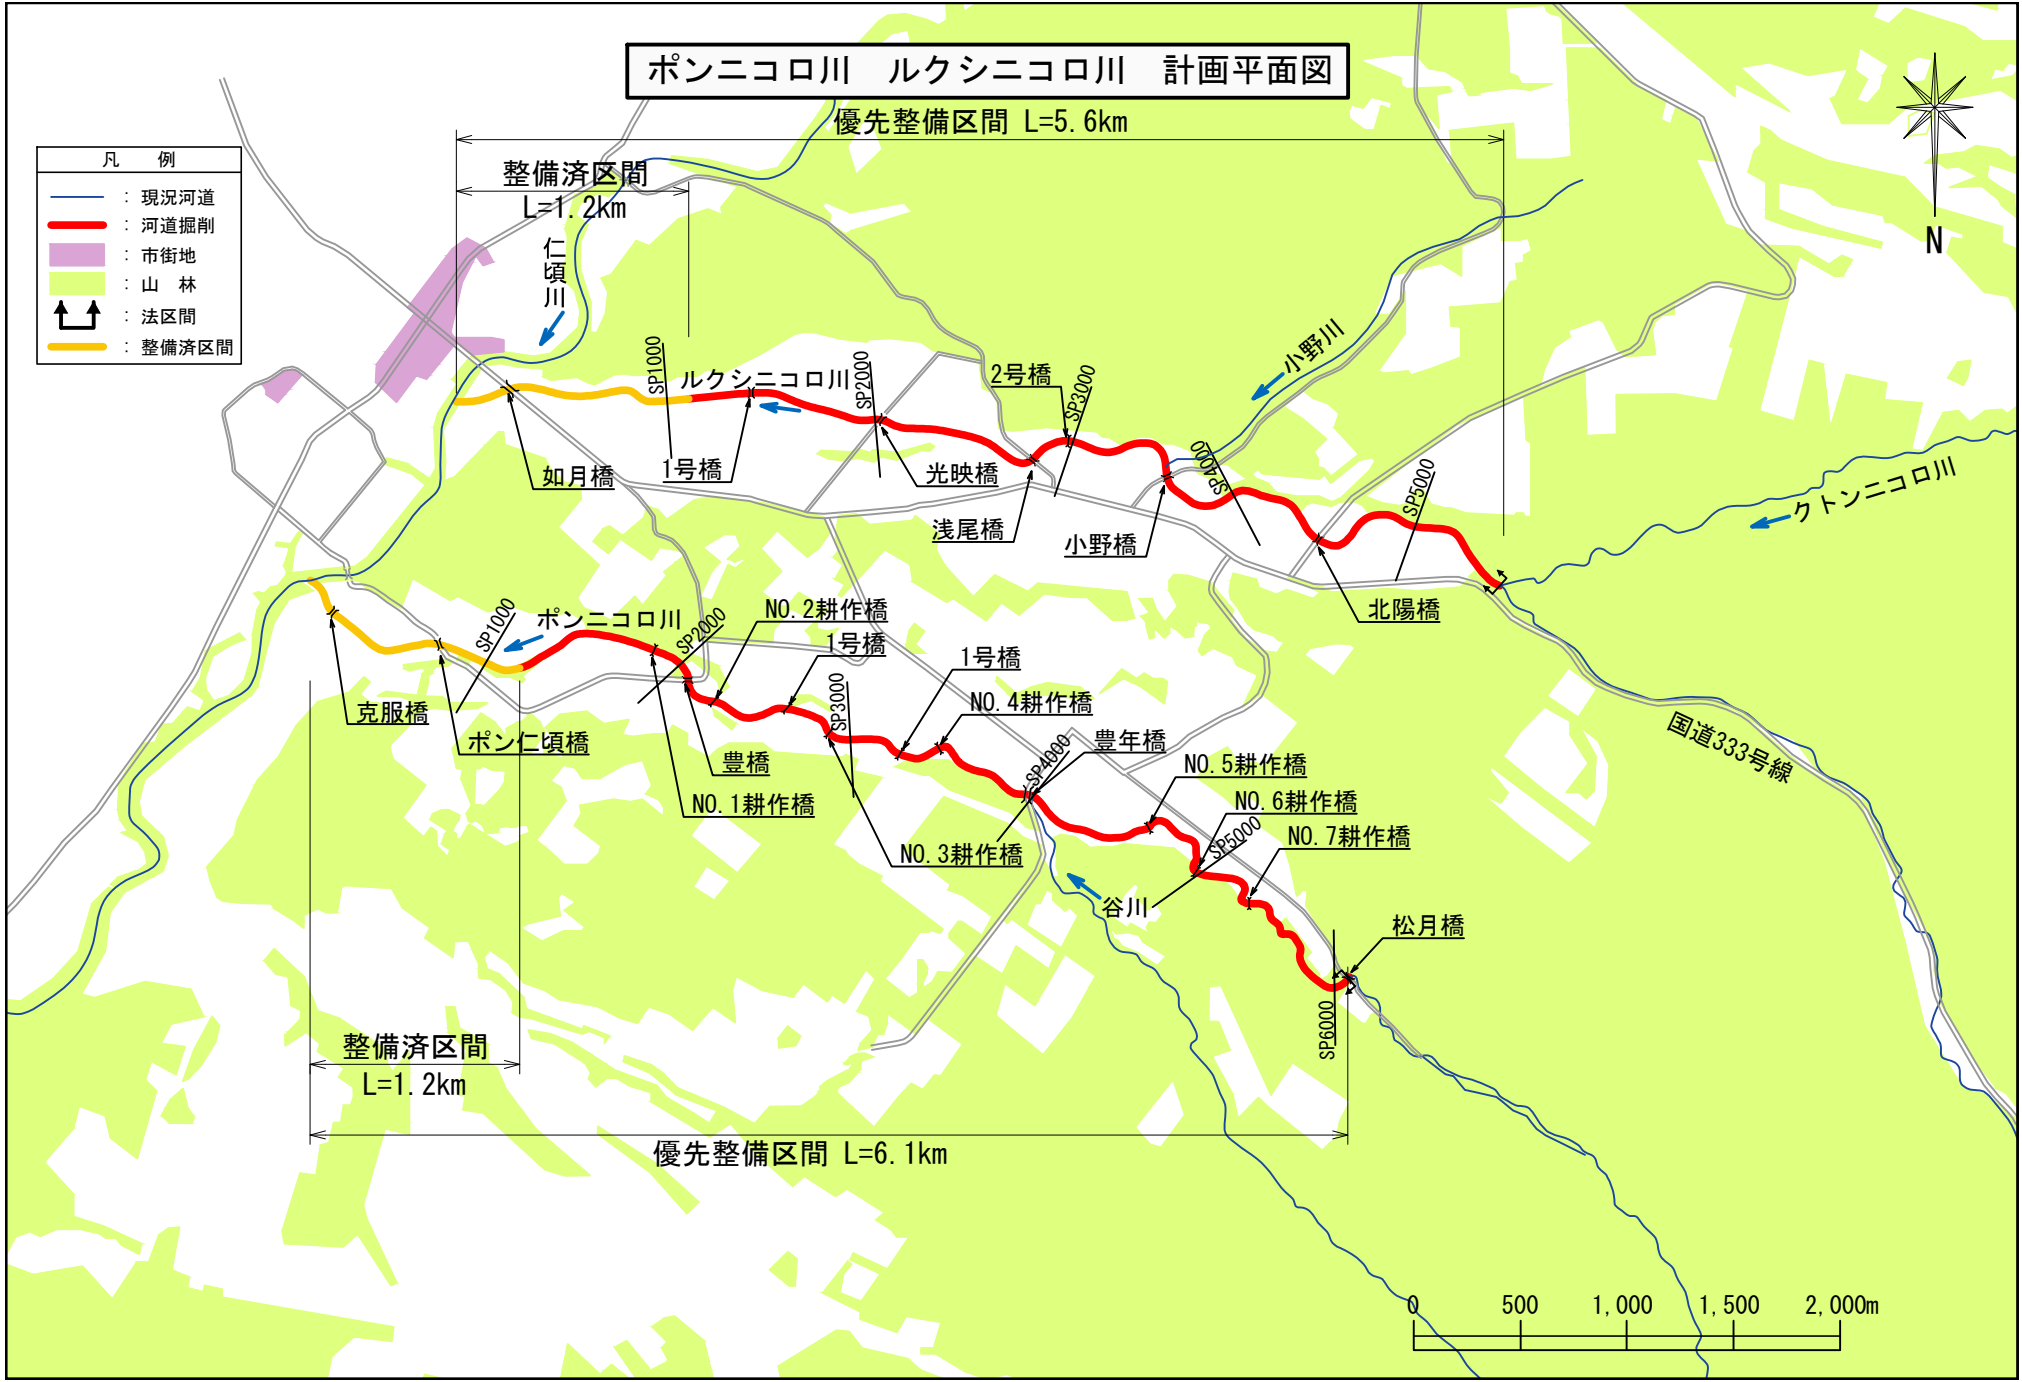 ポンニコロ川　ルクシニコロ川　計画平面図
優先整備区間 L=5.6km
整備済区間
L=1.2km
凡　例
： 現況河道
： 河道掘削
： 市街地
： 山　林
： 法区間
： 整備済区間
N
仁頃川
小野川
SP1000
ルクシニコロ川
SP2000
2号橋
SP3000
SP4000
SP5000
クトンニコロ川
如月橋
1号橋
光映橋
浅尾橋
小野橋
北陽橋
国道333号線
ポンニコロ川
SP1000
SP2000
NO.2耕作橋
1号橋
SP3000
1号橋
NO.4耕作橋
SP4000
豊年橋
NO.5耕作橋
NO.6耕作橋
SP5000
NO.7耕作橋
克服橋
ポン仁頃橋
豊橋
NO.1耕作橋
NO.3耕作橋
谷川
松月橋
SP6000
整備済区間
L=1.2km
優先整備区間 L=6.1km
0 500 1,000 1,500 2,000m